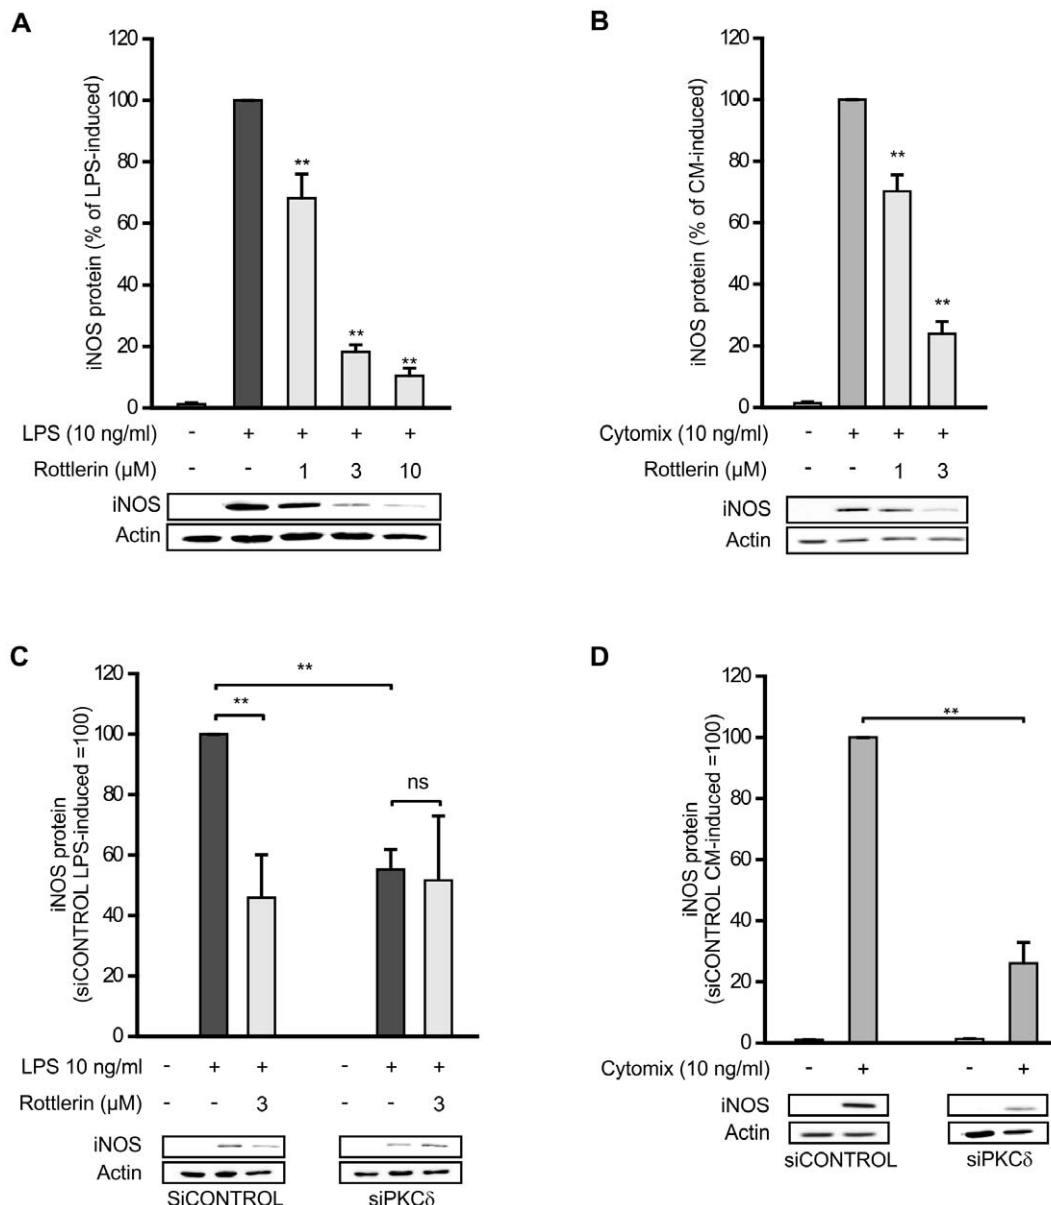 A
iNOS protein (% of LPS-induced)
120
100
80
60
40
20
0
**
**
**
LPS (10 ng/ml) - + + + +
Rottlerin (µM) - - 1 3 10
iNOS
Actin
B
iNOS protein (% of CM-induced)
120
100
80
60
40
20
0
**
**
Cytomix (10 ng/ml) - + + +
Rottlerin (µM) - - 1 3
iNOS
Actin
C
iNOS protein
(siCONTROL LPS-induced =100)
120
100
80
60
40
20
0
**
**
ns
LPS 10 ng/ml - + + - + +
Rottlerin (µM) - - 3 - - 3
iNOS
Actin
SiCONTROL siPKCδ
D
iNOS protein
(siCONTROL CM-induced =100)
120
100
80
60
40
20
0
**
Cytomix (10 ng/ml) - + - +
iNOS
Actin
siCONTROL siPKCδ